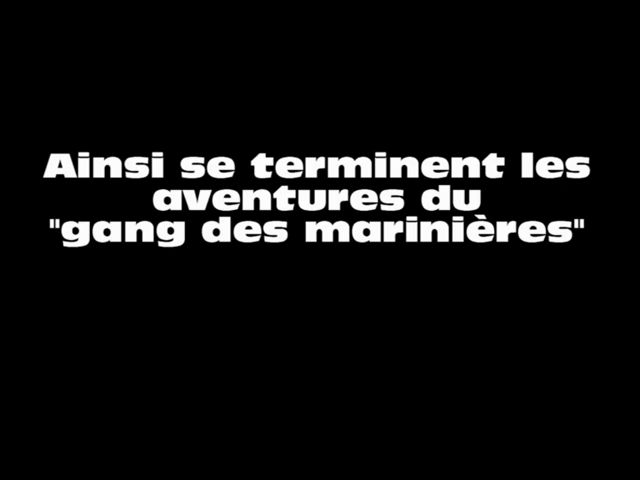 Ainsi se terminent les
aventures du
"gang des marinières"